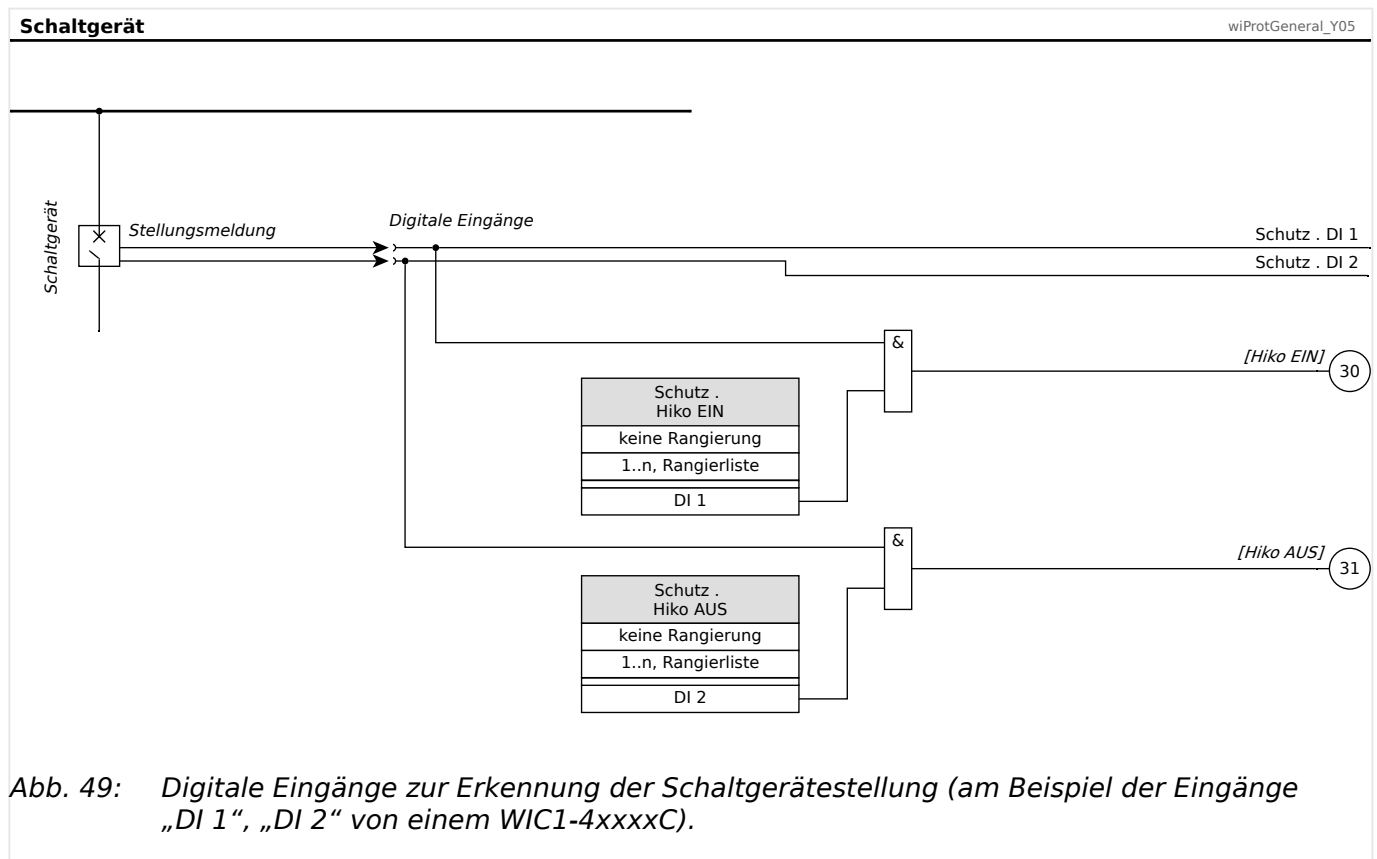 Schaltgerät
wiProtGeneral_Y05
Schaltgerät
Stellungsmeldung
Digitale Eingänge
Schutz . DI 1
Schutz . DI 2
&
[Hiko EIN]
30
Schutz .
Hiko EIN
keine Rangierung
1..n, Rangierliste
DI 1
&
[Hiko AUS]
31
Schutz .
Hiko AUS
keine Rangierung
1..n, Rangierliste
DI 2
Abb. 49: Digitale Eingänge zur Erkennung der Schaltgerätestellung (am Beispiel der Eingänge
„DI 1“, „DI 2“ von einem WIC1-4xxxxC).